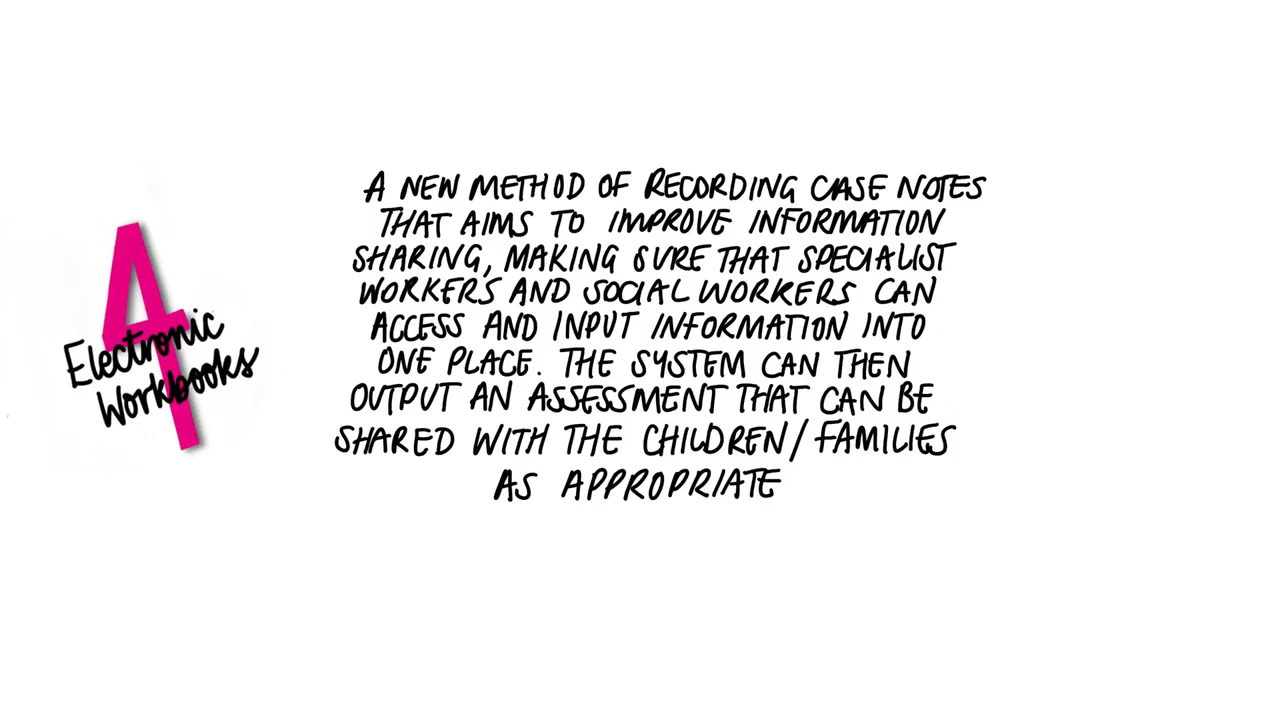 4
Electronic
Workbooks
A NEW METHOD OF RECORDING CASE NOTES
THAT AIMS TO IMPROVE INFORMATION
SHARING, MAKING SURE THAT SPECIALIST
WORKERS AND SOCIAL WORKERS CAN
ACCESS AND INPUT INFORMATION INTO
ONE PLACE. THE SYSTEM CAN THEN
OUTPUT AN ASSESSMENT THAT CAN BE
SHARED WITH THE CHILDREN/FAMILIES
AS APPROPRIATE